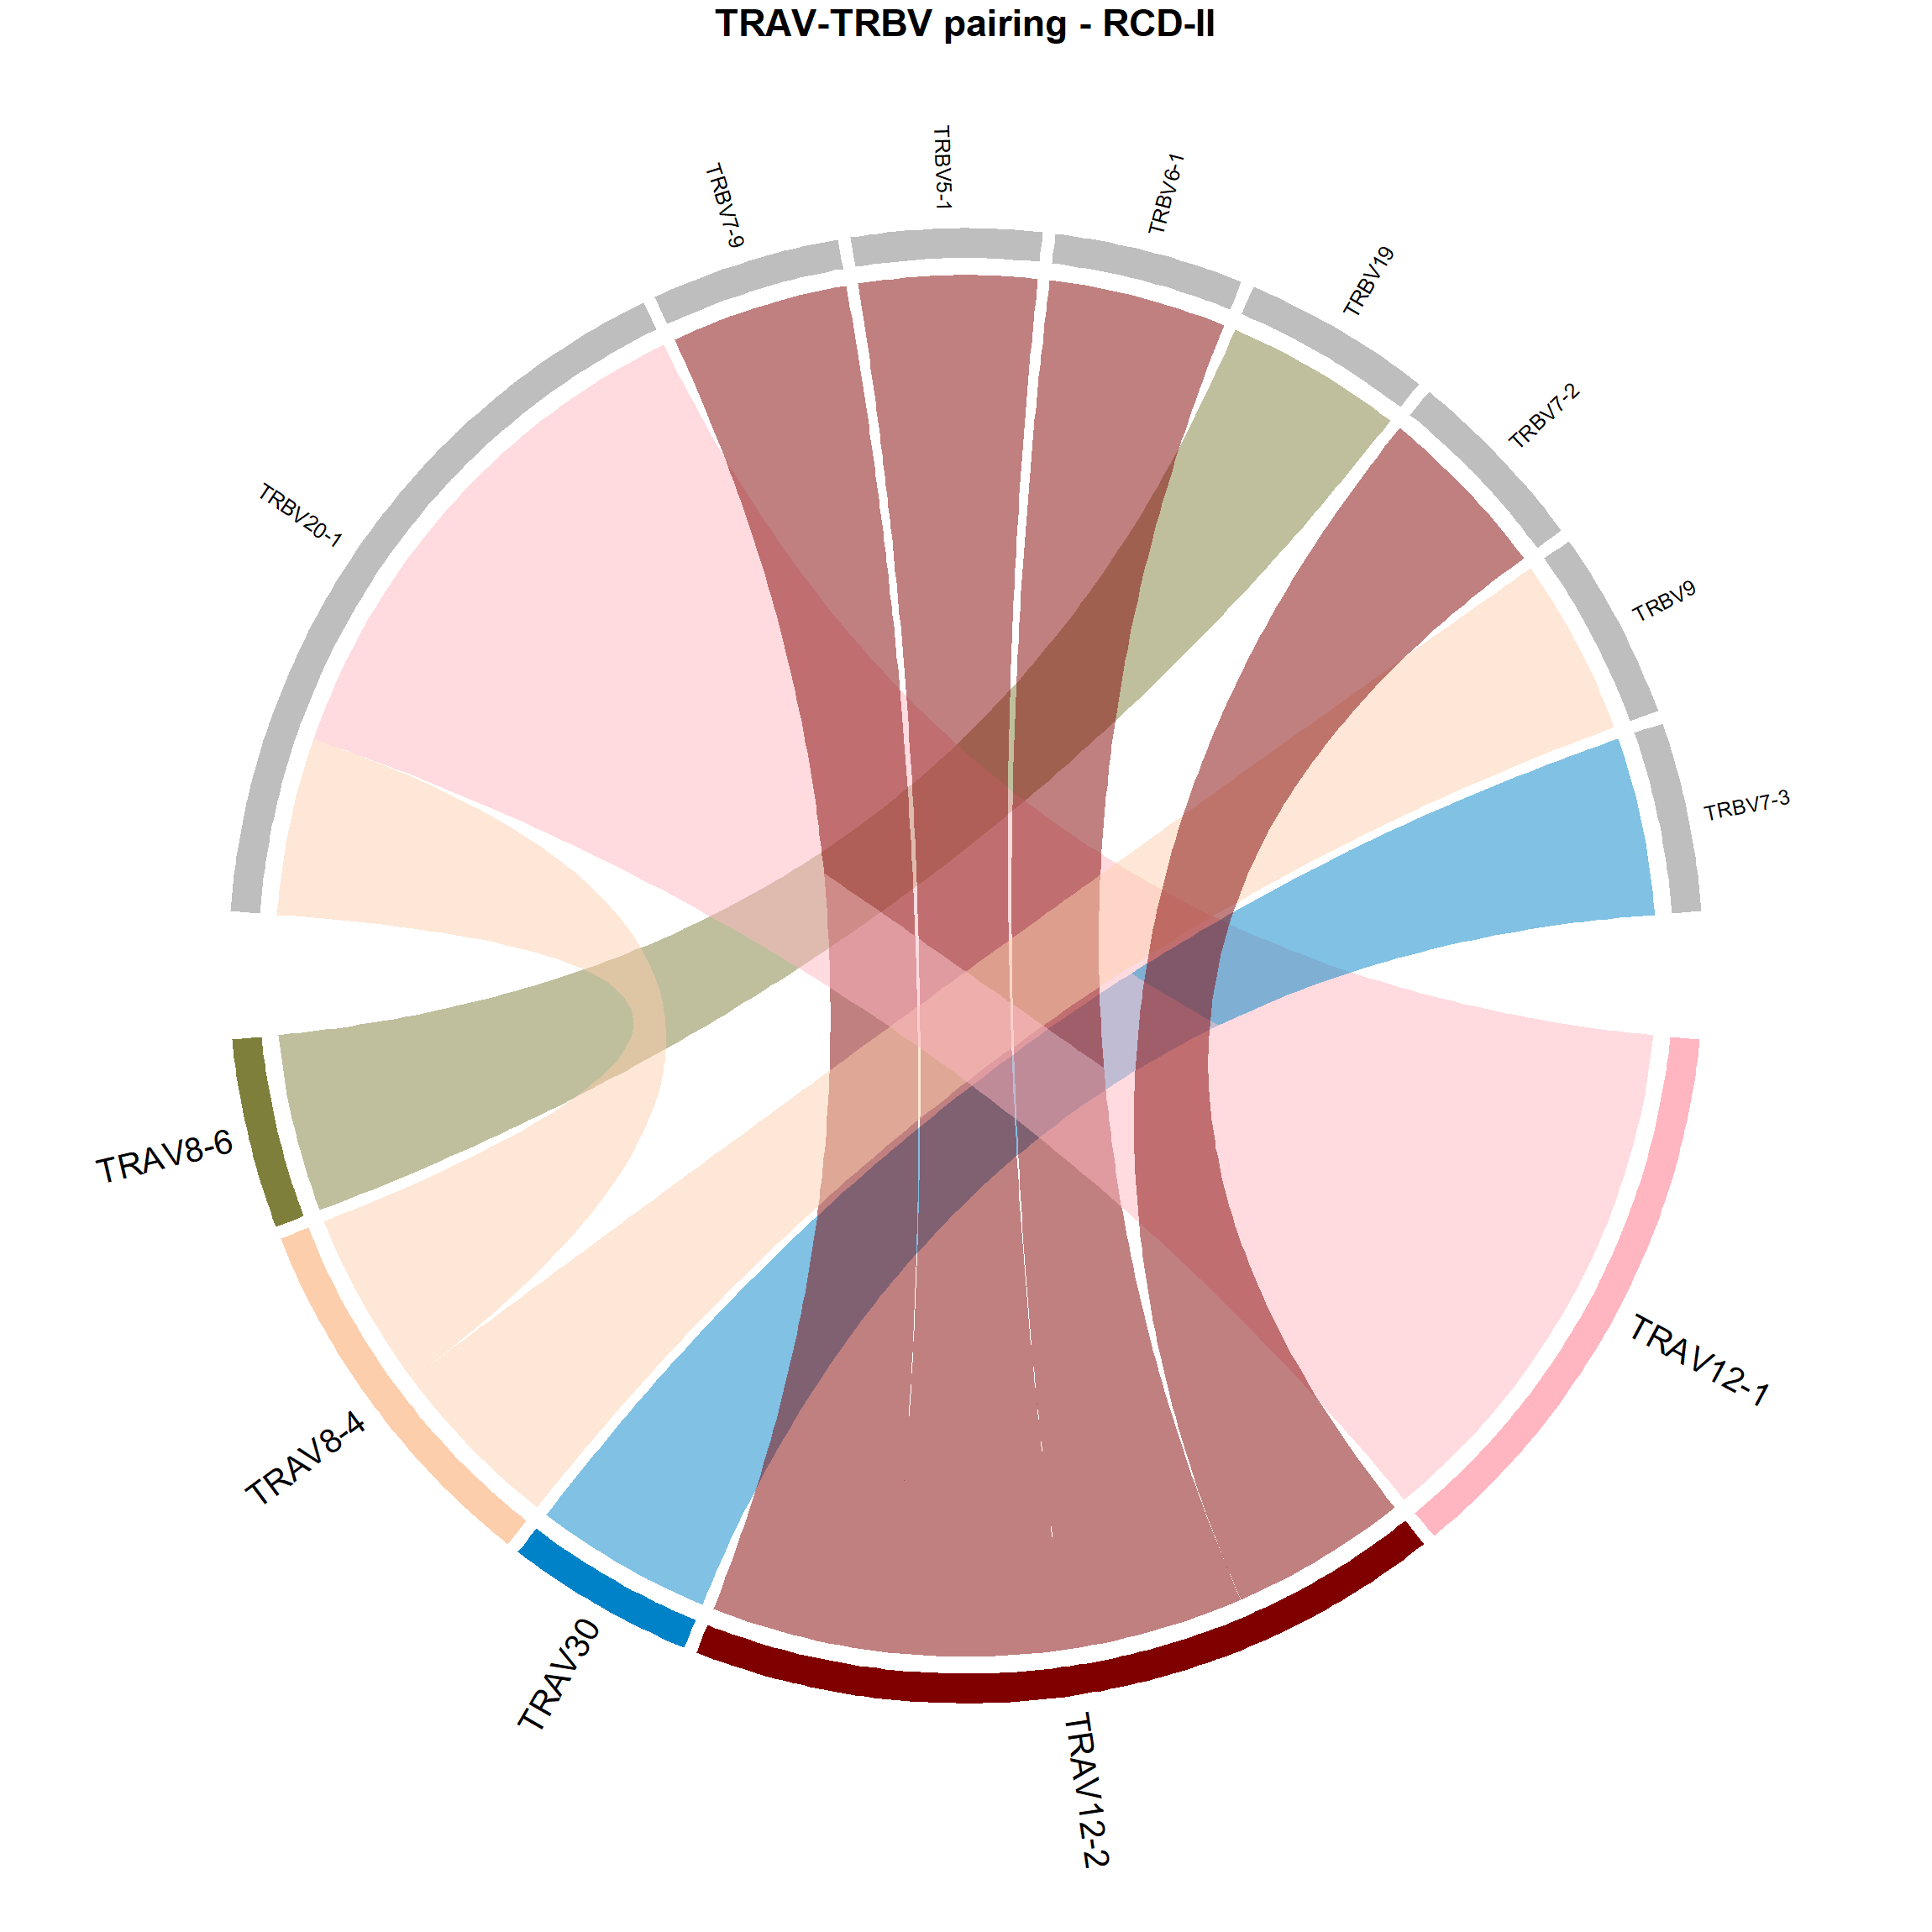 TRAV-TRBV pairing - RCD-II
TRBV20-1
TRBV7-9
TRBV5-1
TRBV6-1
TRBV19
TRBV7-2
TRBV9
TRBV7-3
TRAV12-1
TRAV12-2
TRAV30
TRAV8-4
TRAV8-6